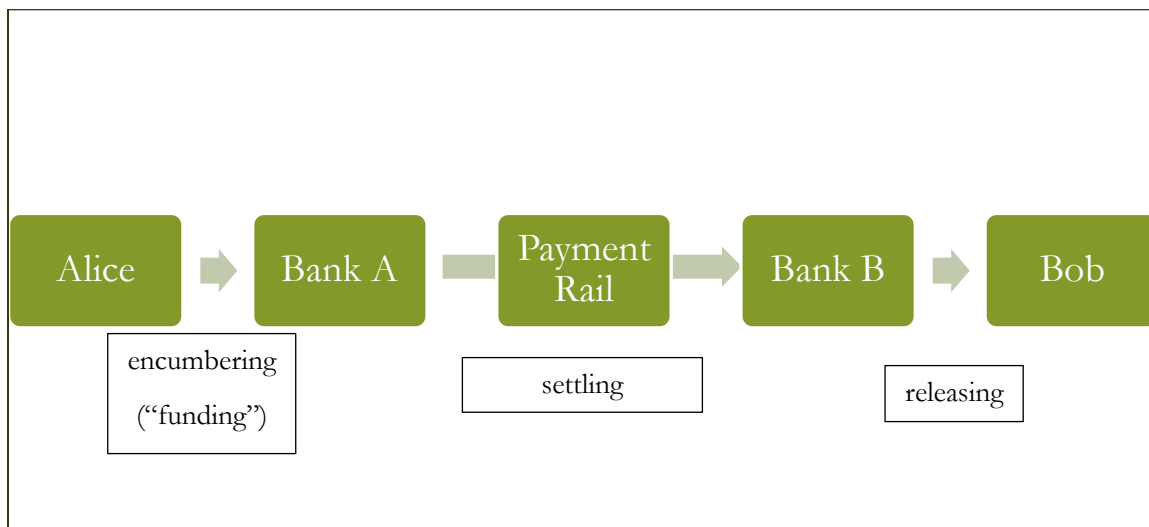 Alice
Bank A
Payment
Rail
Bank B
Bob
encumbering
(“funding”)
settling
releasing